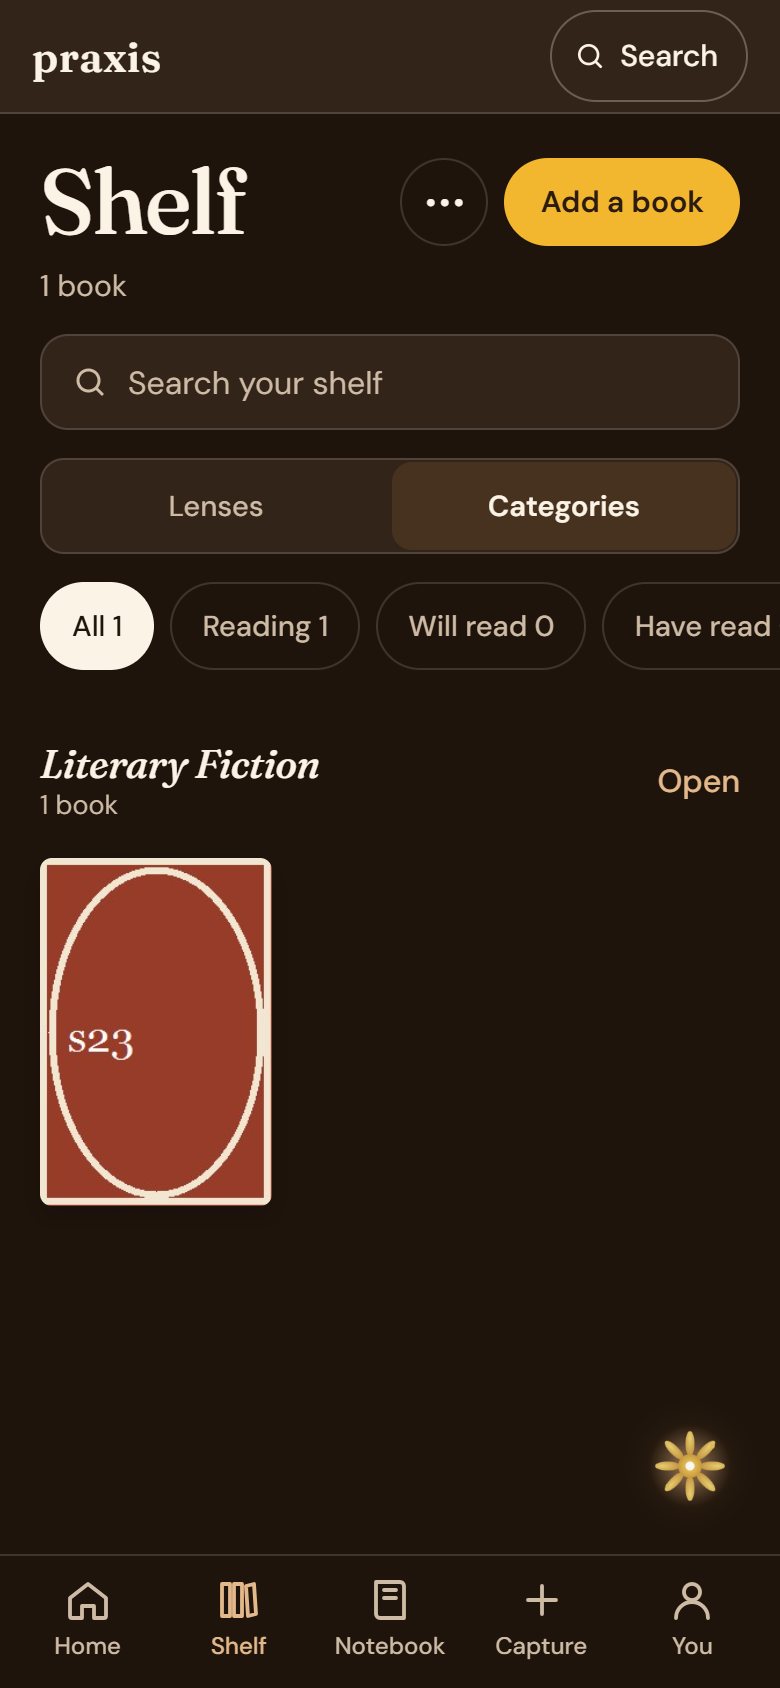 praxis
Search
Shelf
Add a book
1 book
Search your shelf
Lenses
Categories
All 1
Reading 1
Will read 0
Have read
Literary Fiction
1 book
Open
s23
Home
Shelf
Notebook
Capture
You